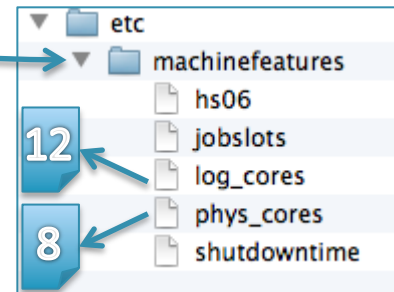 etc
machinefeatures
hs06
jobslots
12
log_cores
phys_cores
8
shutdowntime